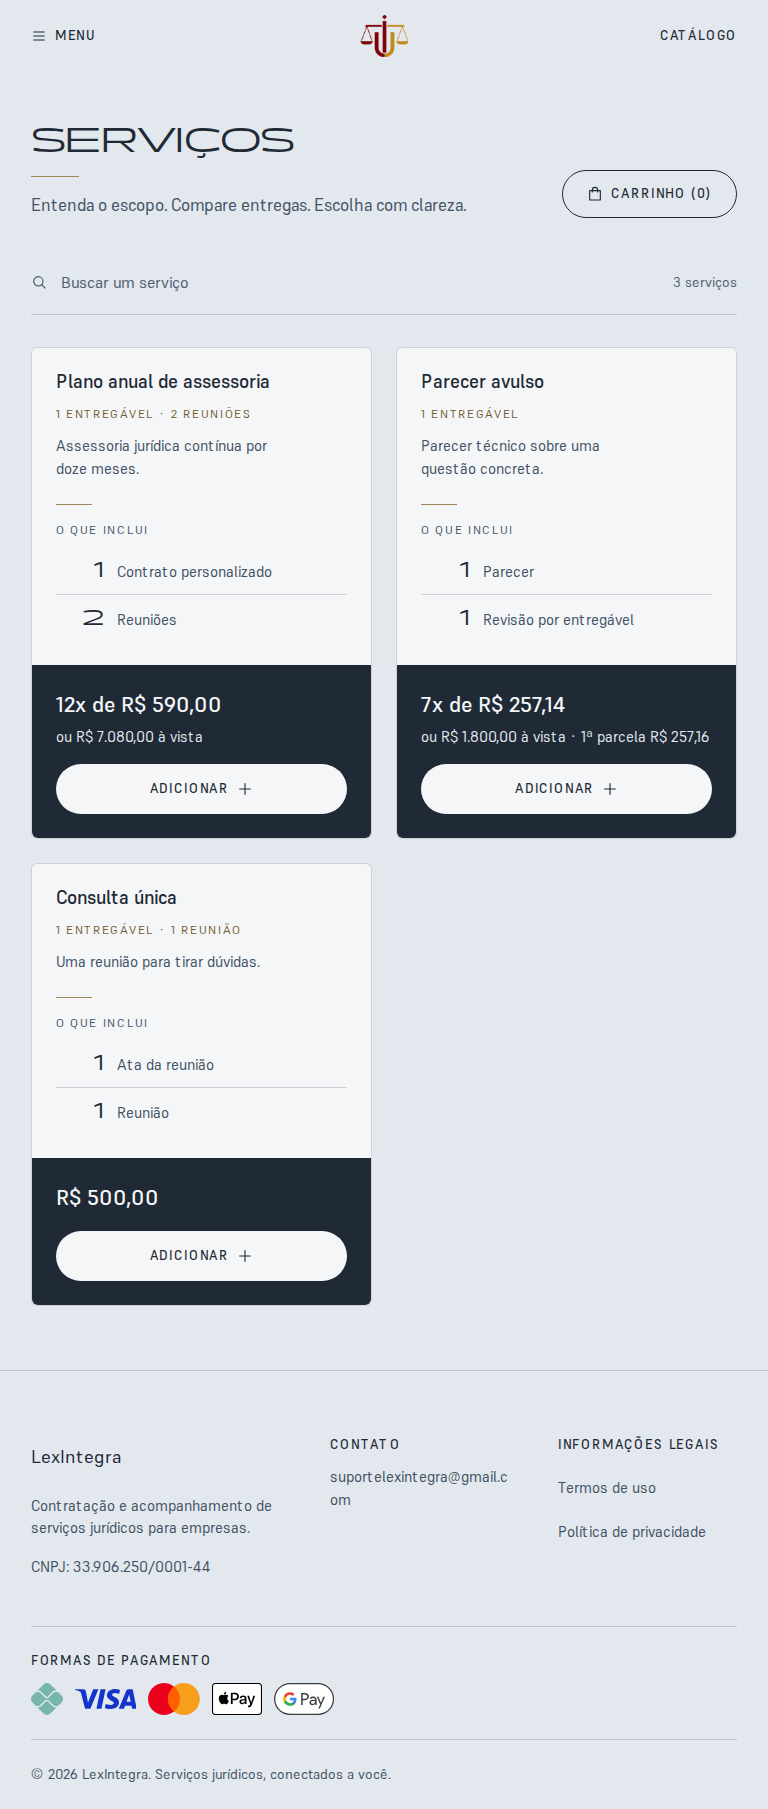 MENU
CATÁLOGO
SERVIÇOS
Entenda o escopo. Compare entregas. Escolha com clareza.
CARRINHO (0)
Buscar um serviço
3 serviços
Plano anual de assessoria
1 ENTREGÁVEL · 2 REUNIÕES
Assessoria jurídica contínua por
doze meses.
O QUE INCLUI
1 Contrato personalizado
2 Reuniões
12x de R$ 590,00
ou R$ 7.080,00 à vista
ADICIONAR
Parecer avulso
1 ENTREGÁVEL
Parecer técnico sobre uma
questão concreta.
O QUE INCLUI
1 Parecer
1 Revisão por entregável
7x de R$ 257,14
ou R$ 1.800,00 à vista · 1ª parcela R$ 257,16
ADICIONAR
Consulta única
1 ENTREGÁVEL · 1 REUNIÃO
Uma reunião para tirar dúvidas.
O QUE INCLUI
1 Ata da reunião
1 Reunião
R$ 500,00
ADICIONAR
LexIntegra
Contratação e acompanhamento de
serviços jurídicos para empresas.
CNPJ: 33.906.250/0001-44
CONTATO
suportelexintegra@gmail.c
om
INFORMAÇÕES LEGAIS
Termos de uso
Política de privacidade
FORMAS DE PAGAMENTO
VISA
Pay
G Pay
© 2026 LexIntegra. Serviços jurídicos, conectados a você.